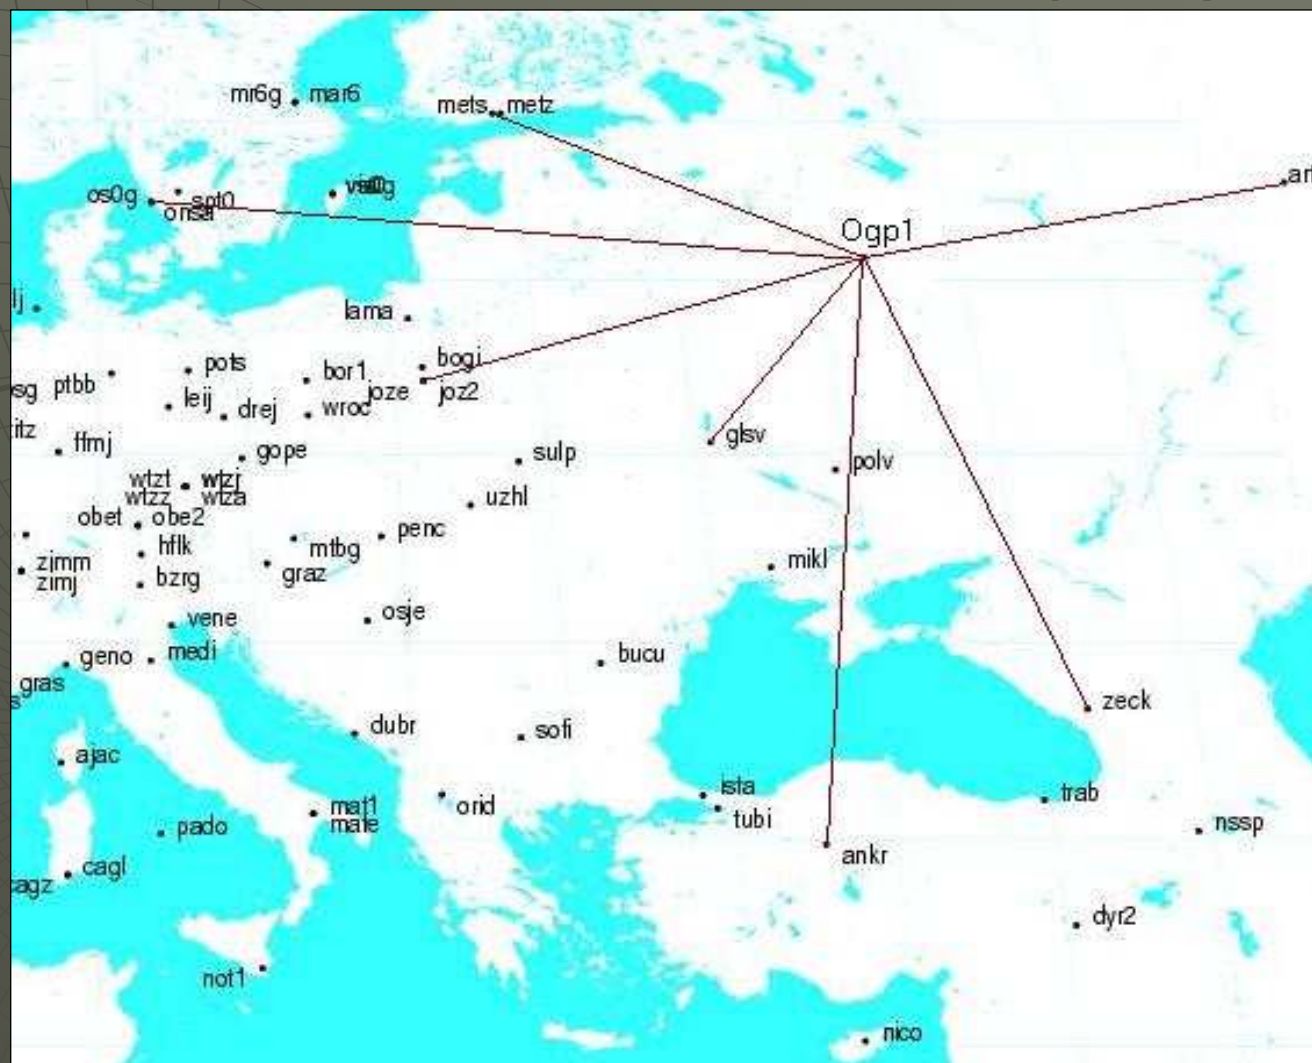 mr6g mar6
mets metz
os0g spt0
onsa
Ogp1
lama
bogi
pots
bor1
ptbb
joze joz2
leij
drej
wroc
glsv
ffmj
gope
sulp
polv
wtzt wtzr
wtzz wtza
uzhl
obet obe2
penc
hflk
mtbg
mikl
zimm
zimj
bzrg
graz
osje
vene
medi
geno
bucu
gras
zeck
dubr
sofi
ajac
ista
trab
mat1
mate
orid
tubi
pado
nssp
ankr
cagl
dyr2
not1
nico